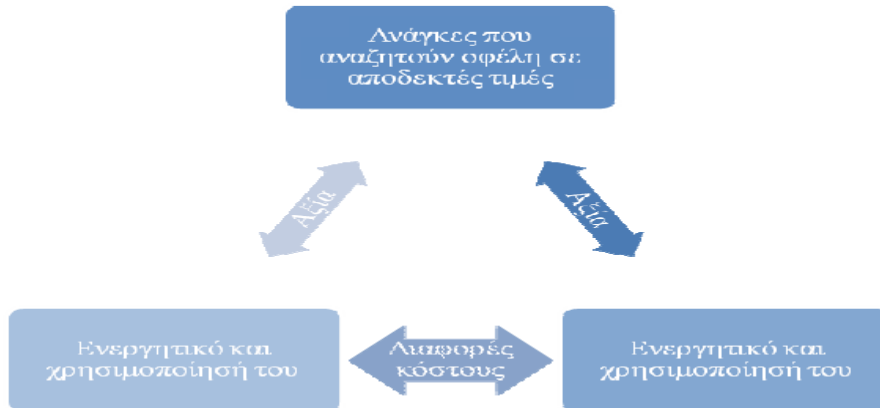 Ανάγκες που
αναζητούν οφέλη σε
αποδεκτές τιμές
Αξία
Αξία
Ενεργητικό και
χρησιμοποίησή του
Διαφορές
κόστους
Ενεργητικό και
χρησιμοποίησή του